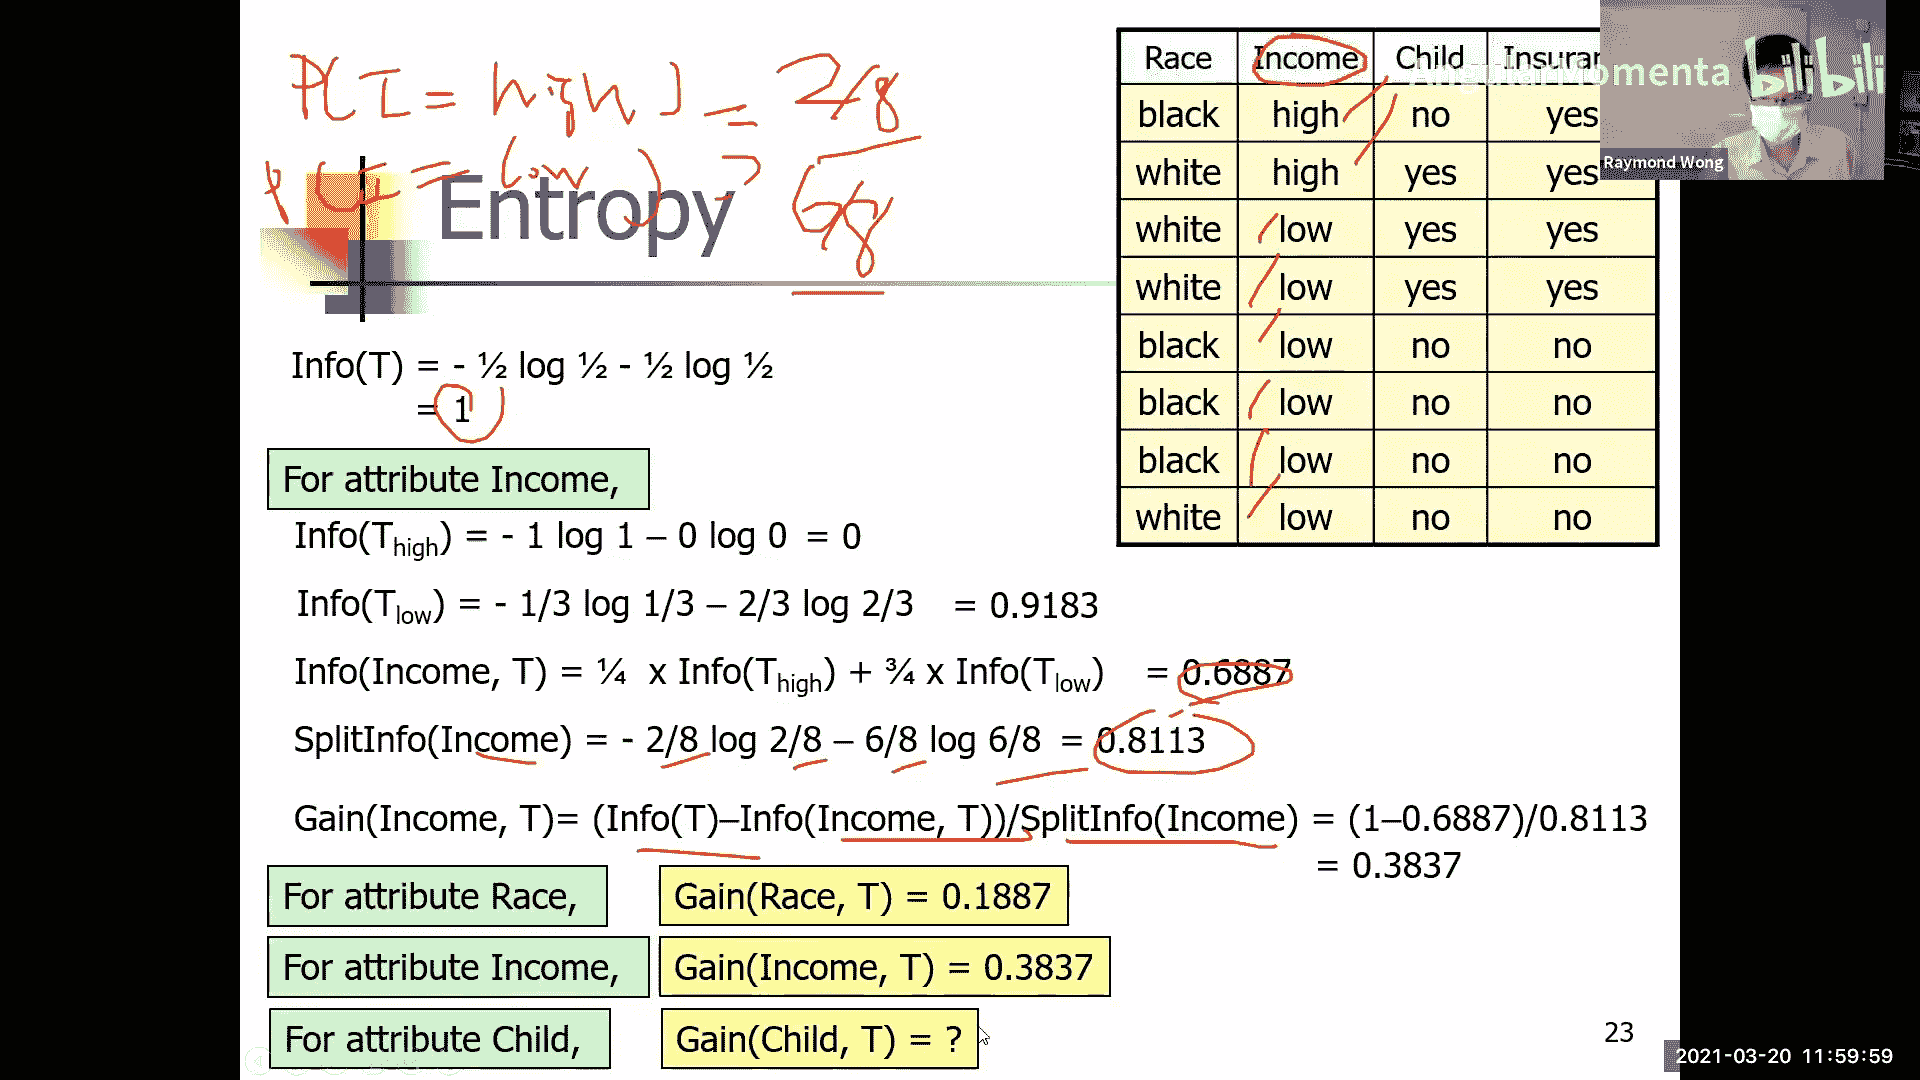 P(I = high) = 2/8
P(I = low) = 6/8
Entropy
Race Income Child Insuran
black high no yes
white high yes yes
white low yes yes
white low yes yes
black low no no
black low no no
black low no no
white low no no
AngularMomenta bilibili
Raymond Wong
Info(T) = - ½ log ½ - ½ log ½
= 1
For attribute Income,
Info(Thigh) = - 1 log 1 – 0 log 0 = 0
Info(Tlow) = - 1/3 log 1/3 – 2/3 log 2/3 = 0.9183
Info(Income, T) = ¼ x Info(Thigh) + ¾ x Info(Tlow) = 0.6887
SplitInfo(Income) = - 2/8 log 2/8 – 6/8 log 6/8 = 0.8113
Gain(Income, T)= (Info(T)–Info(Income, T))/SplitInfo(Income) = (1–0.6887)/0.8113
= 0.3837
For attribute Race, Gain(Race, T) = 0.1887
For attribute Income, Gain(Income, T) = 0.3837
For attribute Child, Gain(Child, T) = ?
23
2021-03-20 11:59:59